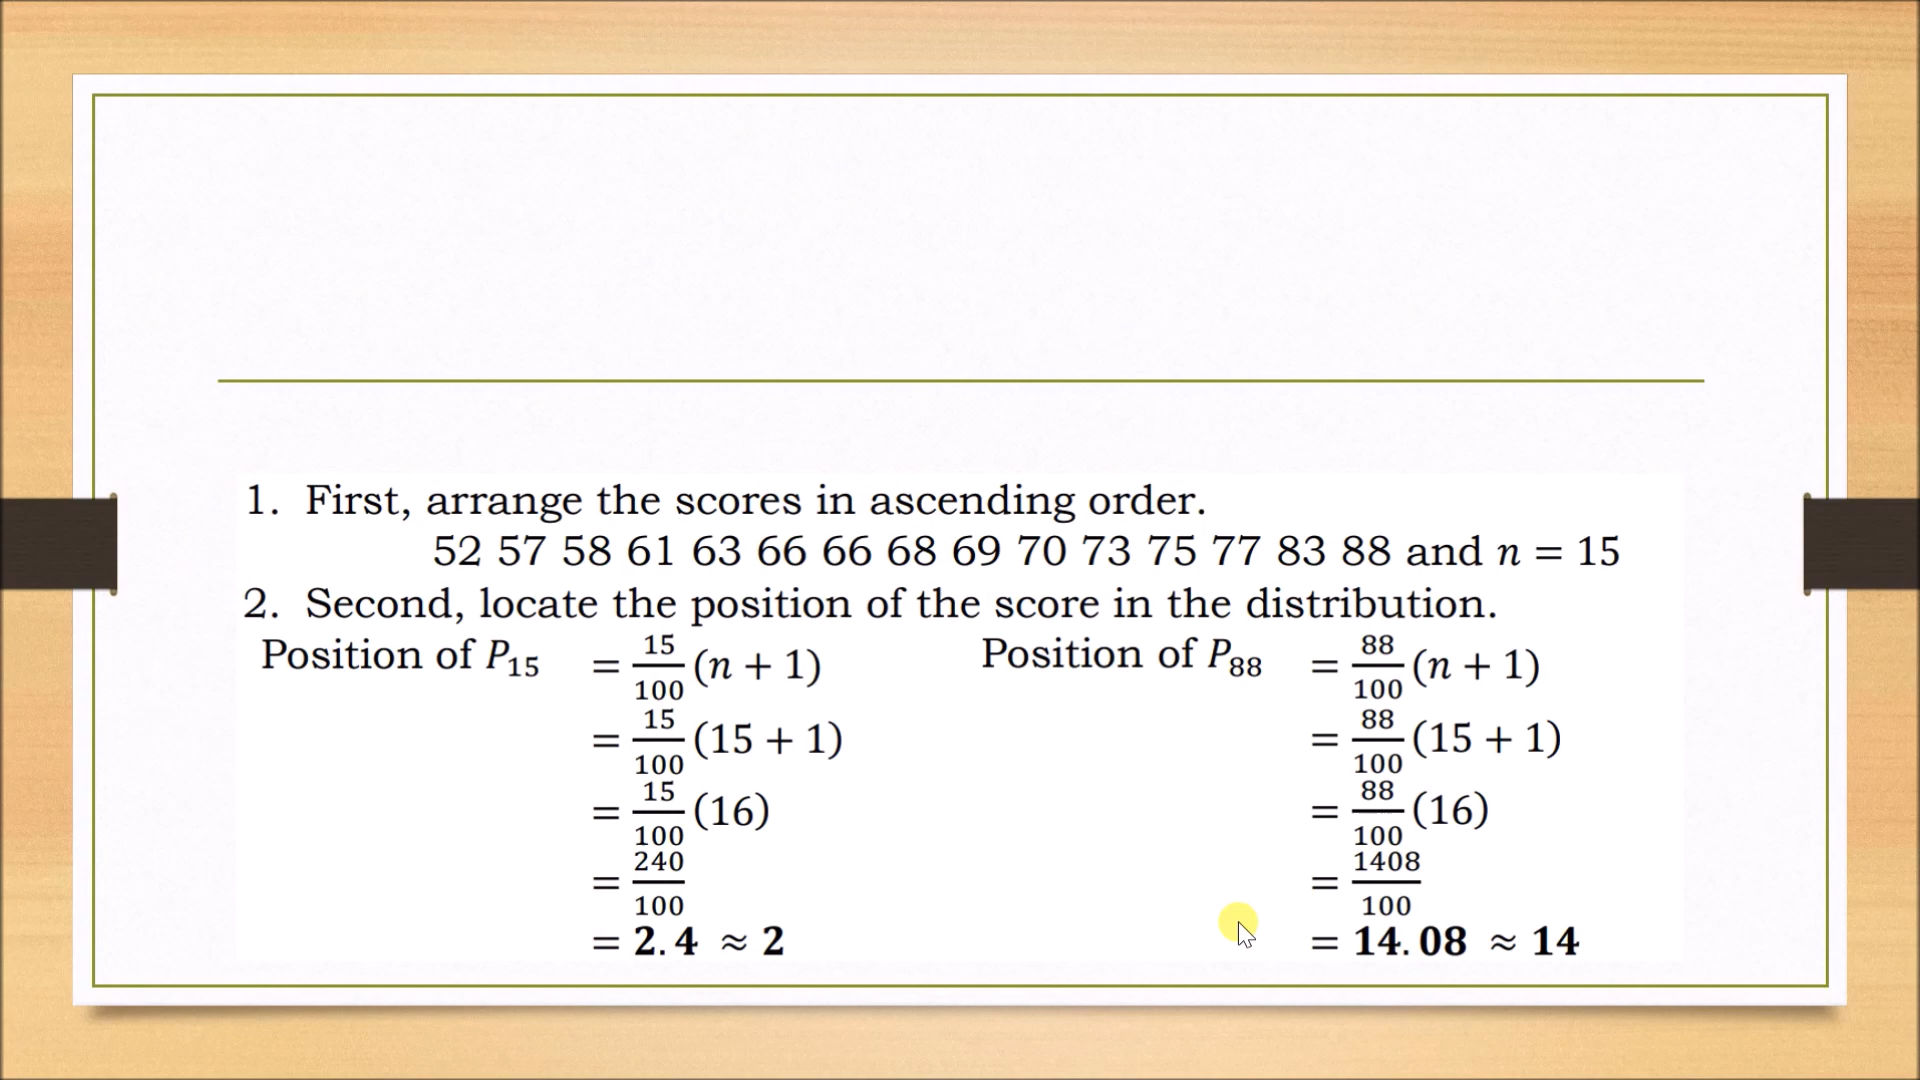 1. First, arrange the scores in ascending order.
52 57 58 61 63 66 66 68 69 70 73 75 77 83 88 and n = 15
2. Second, locate the position of the score in the distribution.
Position of P₁₅ = 15/100 (n + 1)
= 15/100 (15 + 1)
= 15/100 (16)
= 240/100
= 2.4 ≈ 2
Position of P₈₈ = 88/100 (n + 1)
= 88/100 (15 + 1)
= 88/100 (16)
= 1408/100
= 14.08 ≈ 14